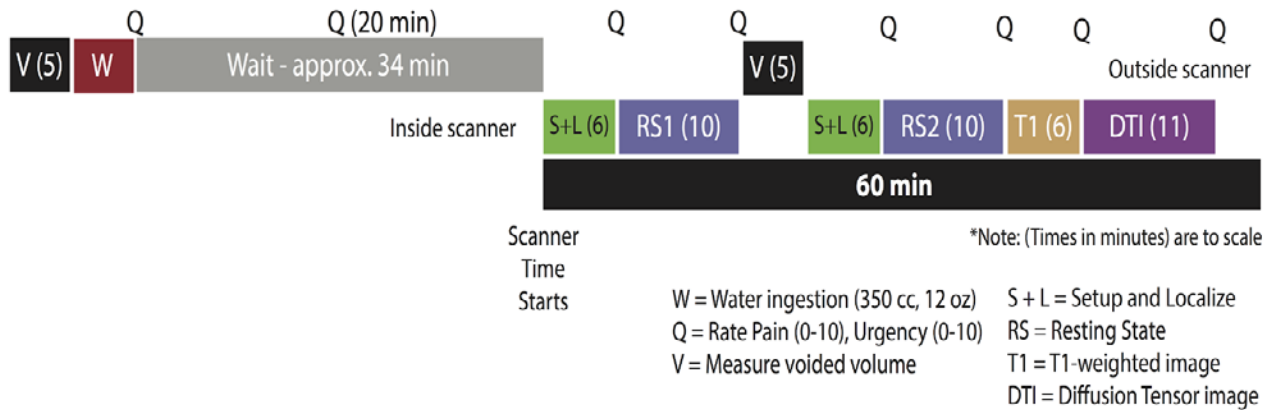 Q Q (20 min) Q Q Q Q Q Q
V (5) W Wait - approx. 34 min V (5) Outside scanner
Inside scanner S+L (6) RS1 (10) S+L (6) RS2 (10) T1 (6) DTI (11)
60 min
*Note: (Times in minutes) are to scale
Scanner
Time
Starts
W = Water ingestion (350 cc, 12 oz)
Q = Rate Pain (0-10), Urgency (0-10)
V = Measure voided volume
S + L = Setup and Localize
RS = Resting State
T1 = T1-weighted image
DTI = Diffusion Tensor image